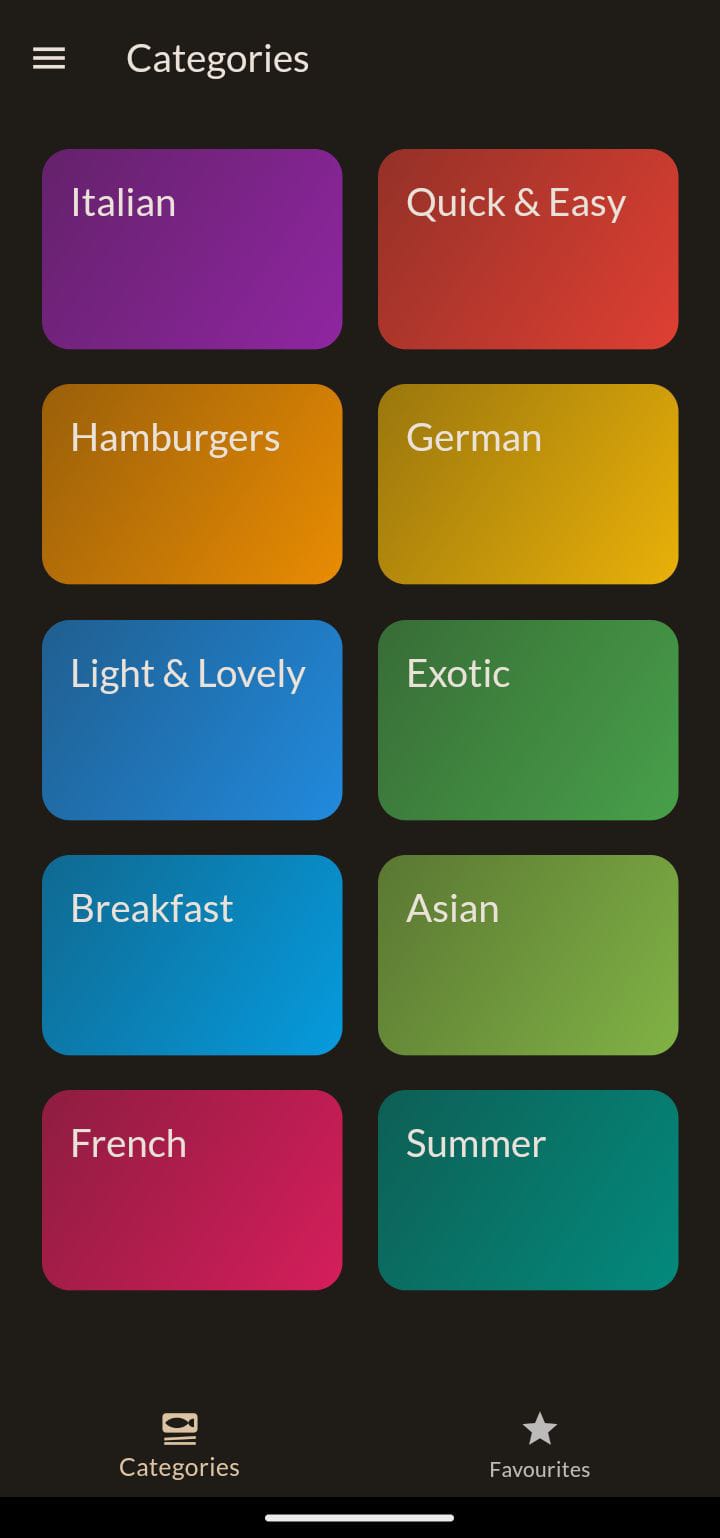 Categories
Italian
Quick & Easy
Hamburgers
German
Light & Lovely
Exotic
Breakfast
Asian
French
Summer
Categories
Favourites